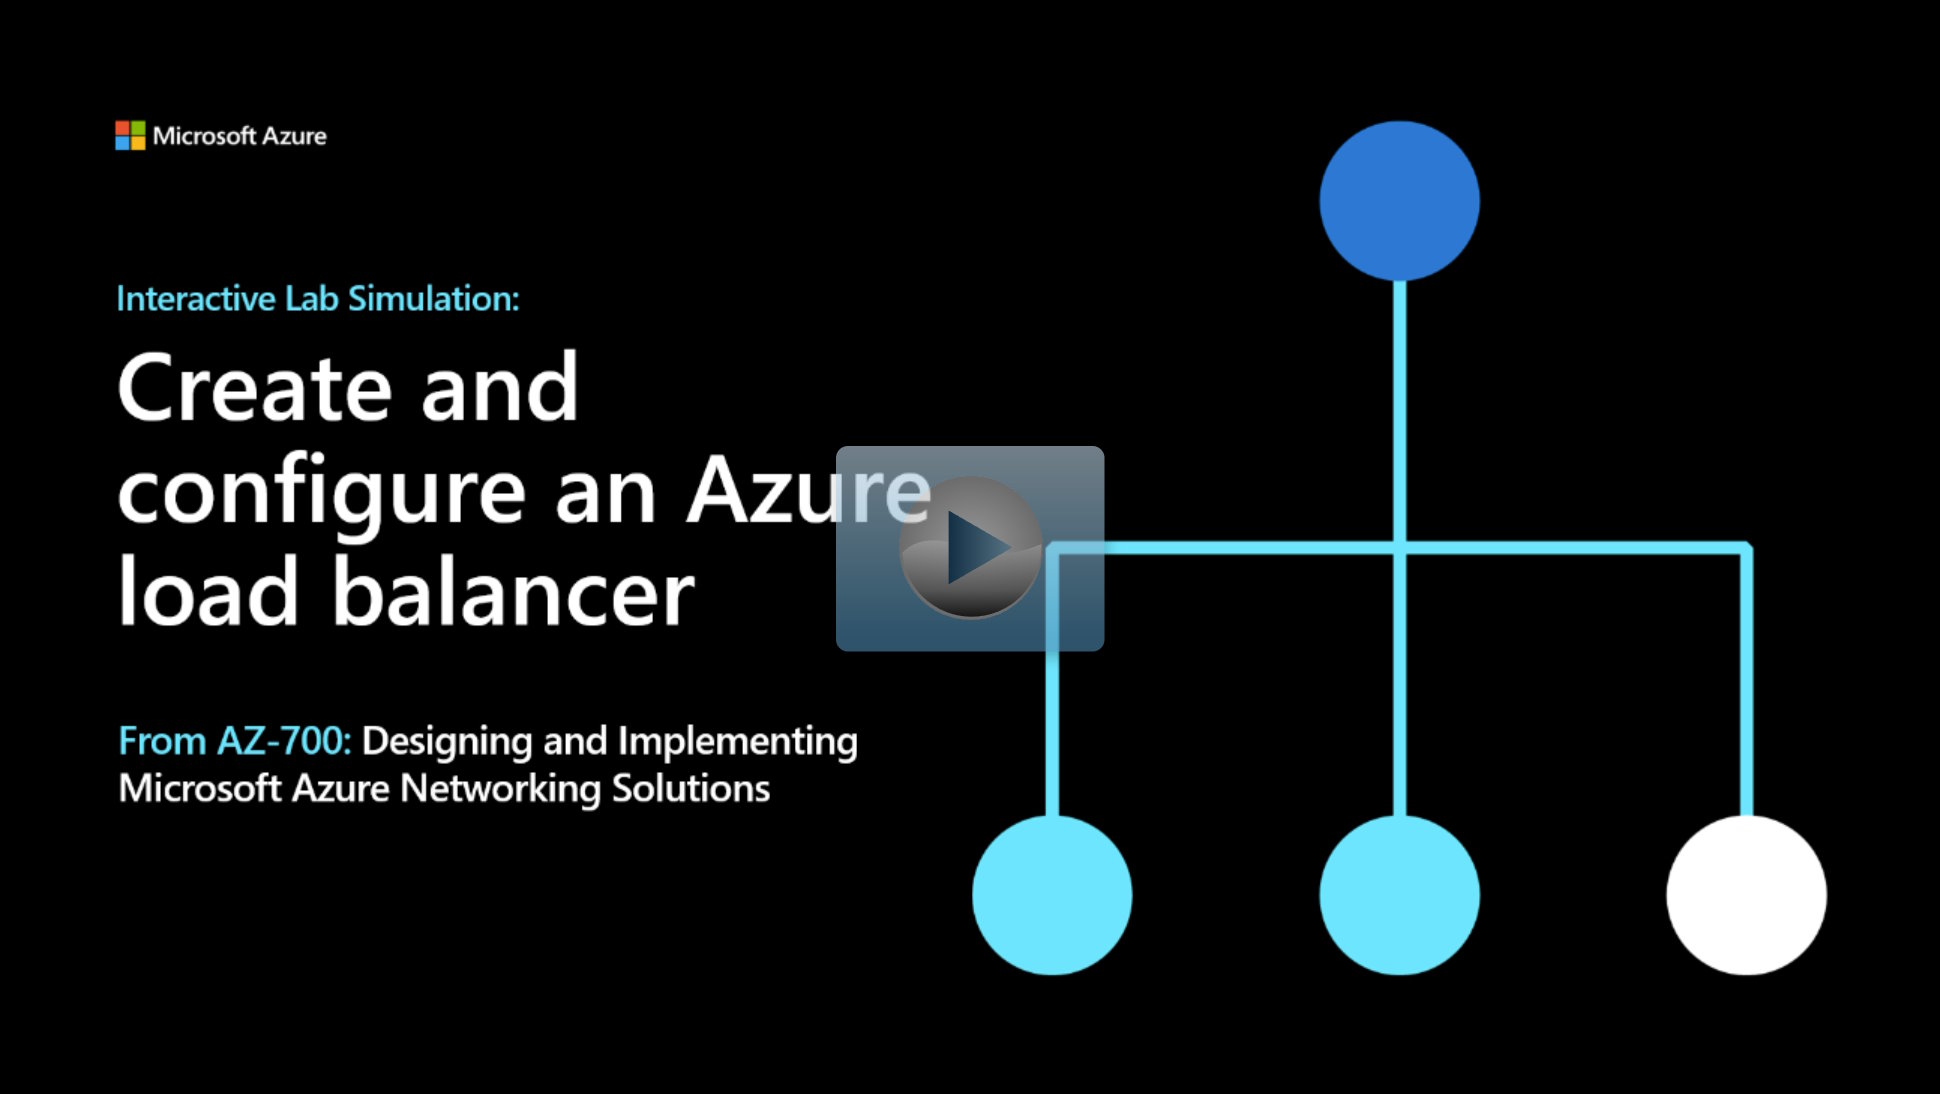 Microsoft Azure
Interactive Lab Simulation:
Create and
configure an Azure
load balancer
From AZ-700: Designing and Implementing
Microsoft Azure Networking Solutions